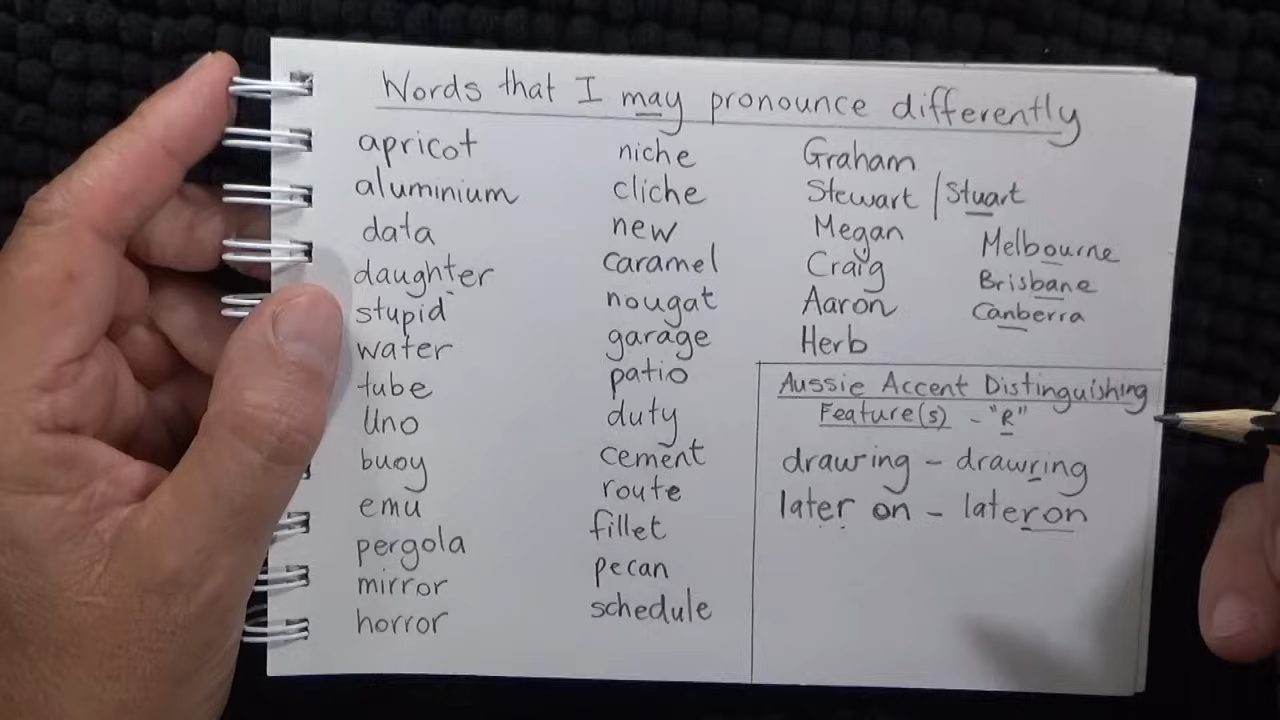 Words that I may pronounce differently
apricot
aluminium
data
daughter
stupid
water
tube
Uno
buoy
emu
pergola
mirror
horror
niche
cliche
new
caramel
nougat
garage
patio
duty
cement
route
fillet
pecan
schedule
Graham
Stewart / Stuart
Megan
Craig
Aaron
Herb
Melbourne
Brisbane
Canberra
Aussie Accent Distinguishing
Feature(s) - "R"
drawing - drawring
later on - lateron